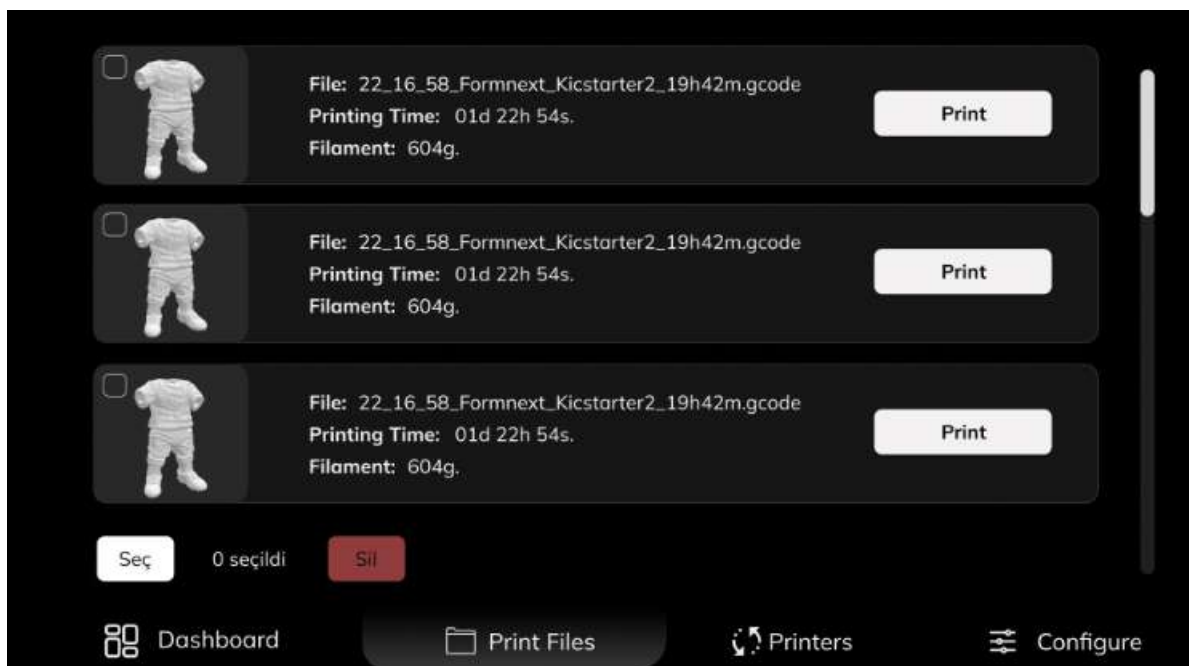 File: 22_16_58_Formnext_Kicstarter2_19h42m.gcode
Printing Time: 01d 22h 54s.
Filament: 604g.
Print
File: 22_16_58_Formnext_Kicstarter2_19h42m.gcode
Printing Time: 01d 22h 54s.
Filament: 604g.
Print
File: 22_16_58_Formnext_Kicstarter2_19h42m.gcode
Printing Time: 01d 22h 54s.
Filament: 604g.
Print
Seç 0 seçildi Sil
Dashboard Print Files Printers Configure